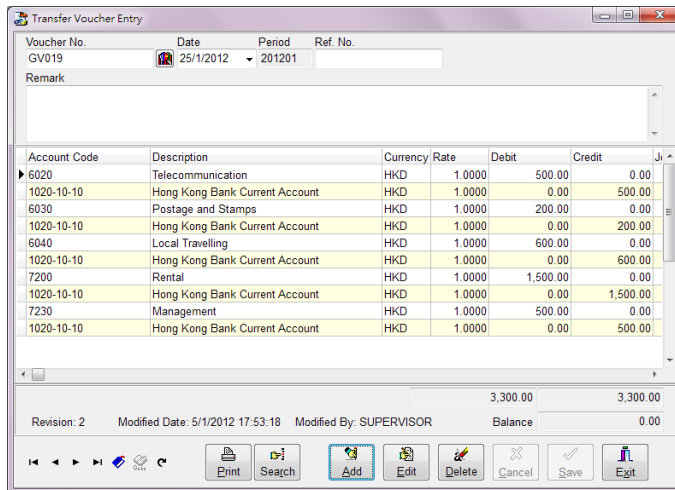 Transfer Voucher Entry
Voucher No. Date Period Ref. No.
GV019 25/1/2012 201201
Remark
Account Code Description Currency Rate Debit Credit
6020 Telecommunication HKD 1.0000 500.00 0.00
1020-10-10 Hong Kong Bank Current Account HKD 1.0000 0.00 500.00
6030 Postage and Stamps HKD 1.0000 200.00 0.00
1020-10-10 Hong Kong Bank Current Account HKD 1.0000 0.00 200.00
6040 Local Travelling HKD 1.0000 600.00 0.00
1020-10-10 Hong Kong Bank Current Account HKD 1.0000 0.00 600.00
7200 Rental HKD 1.0000 1,500.00 0.00
1020-10-10 Hong Kong Bank Current Account HKD 1.0000 0.00 1,500.00
7230 Management HKD 1.0000 500.00 0.00
1020-10-10 Hong Kong Bank Current Account HKD 1.0000 0.00 500.00
3,300.00 3,300.00
Revision: 2 Modified Date: 5/1/2012 17:53:18 Modified By: SUPERVISOR Balance 0.00
Print Search Add Edit Delete Cancel Save Exit